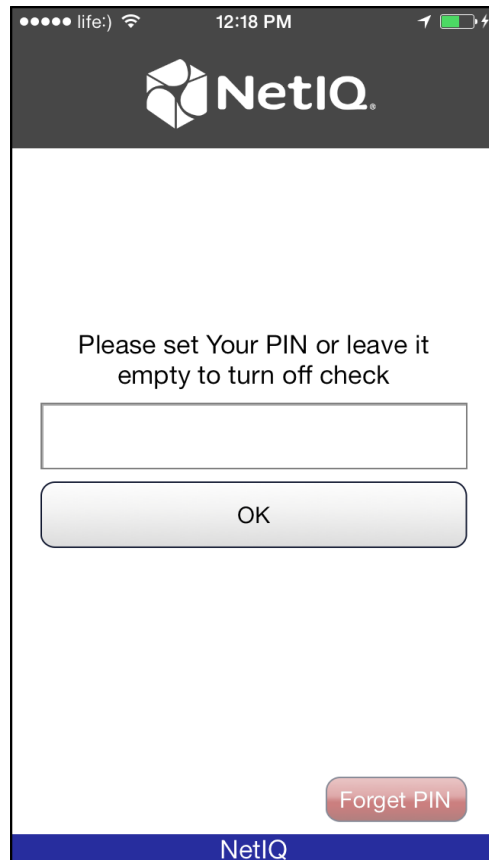 life:) 12:18 PM
NetIQ.
Please set Your PIN or leave it
empty to turn off check
OK
Forget PIN
NetIQ